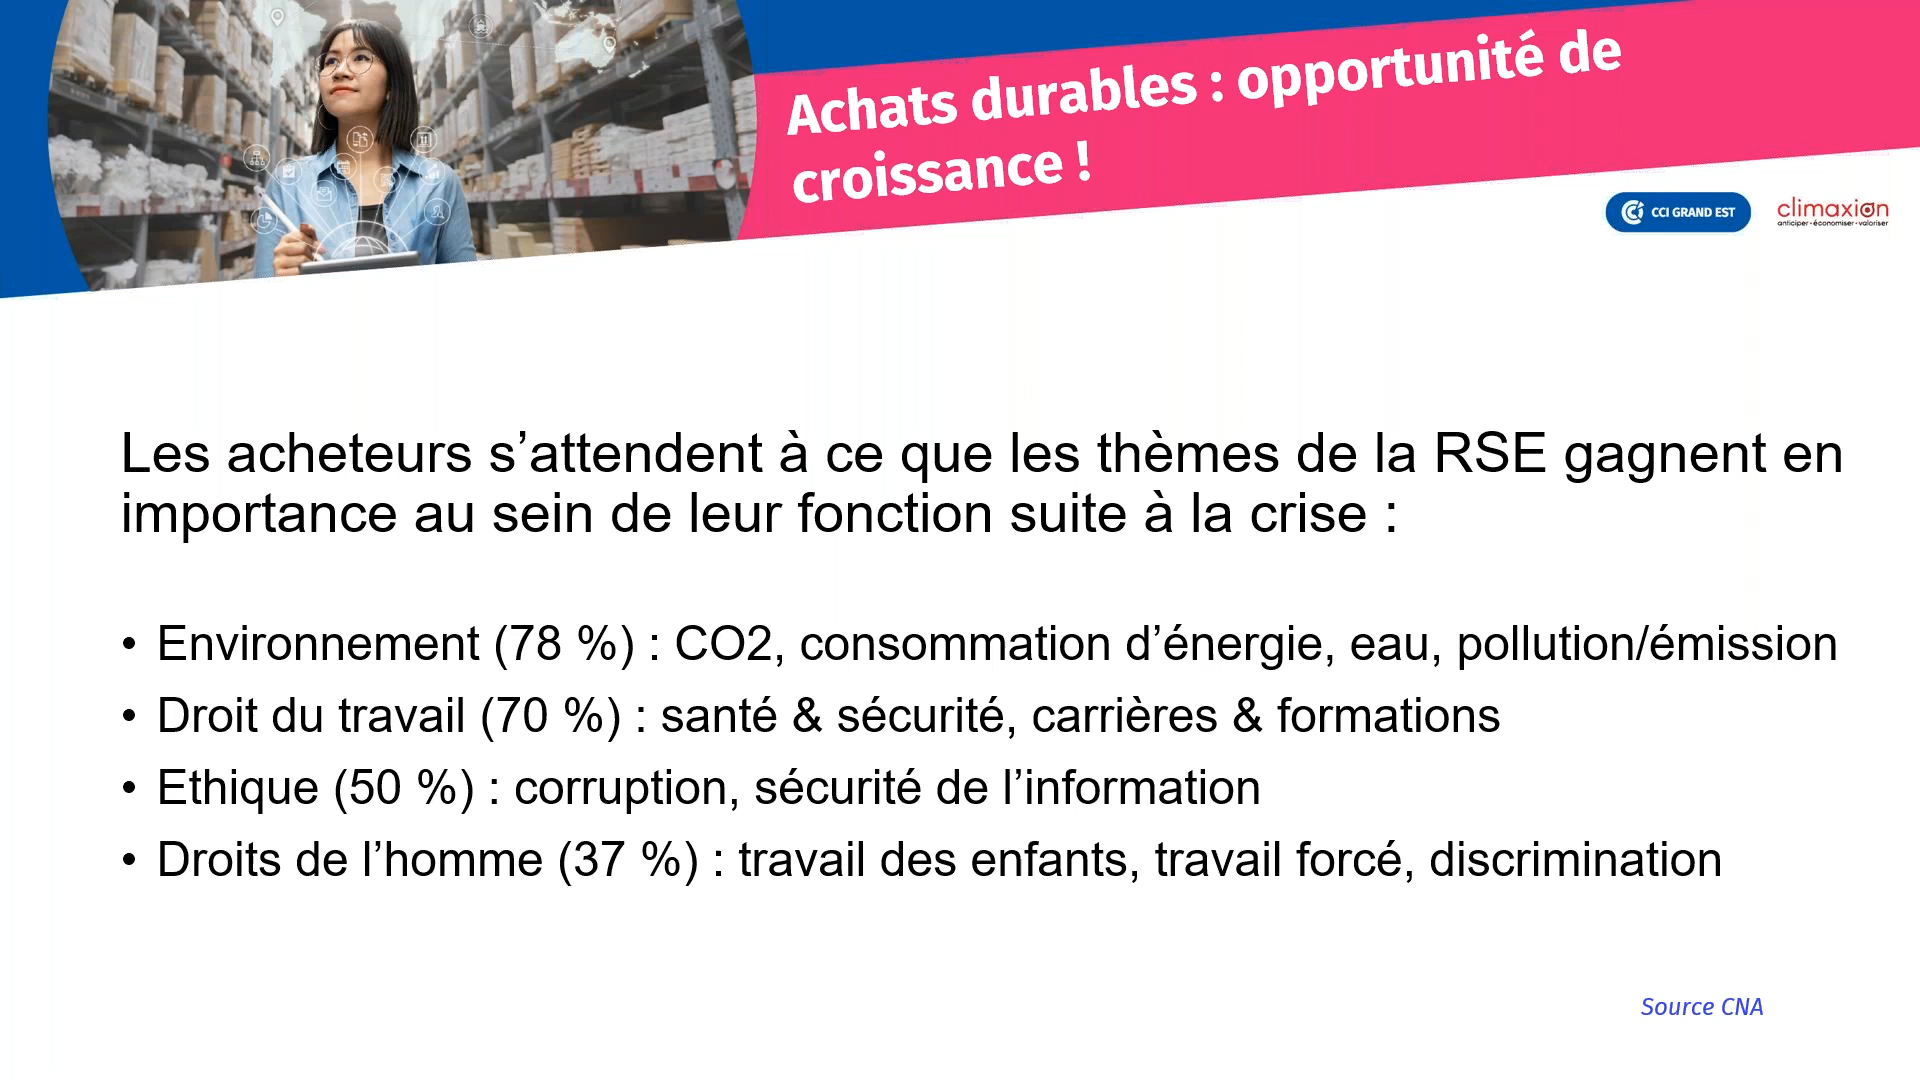 Achats durables : opportunité de
croissance !
CCI GRAND EST
climaxion
anticiper • économiser • valoriser
Les acheteurs s’attendent à ce que les thèmes de la RSE gagnent en
importance au sein de leur fonction suite à la crise :
• Environnement (78 %) : CO2, consommation d’énergie, eau, pollution/émission
• Droit du travail (70 %) : santé & sécurité, carrières & formations
• Ethique (50 %) : corruption, sécurité de l’information
• Droits de l’homme (37 %) : travail des enfants, travail forcé, discrimination
Source CNA